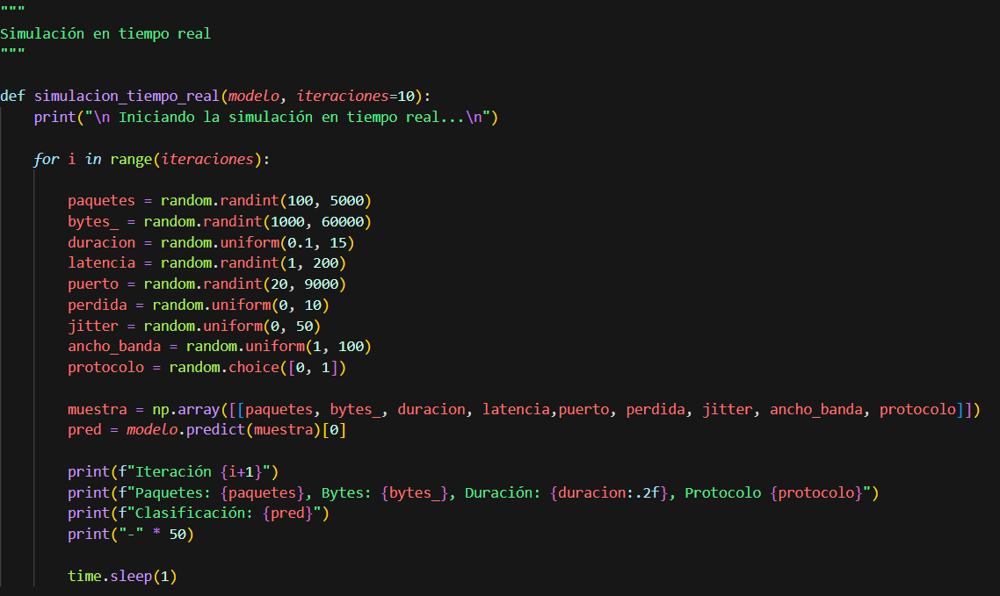 """
Simulación en tiempo real
"""
def simulacion_tiempo_real(modelo, iteraciones=10):
    print("\n Iniciando la simulación en tiempo real...\n")
    for i in range(iteraciones):
        paquetes = random.randint(100, 5000)
        bytes_ = random.randint(1000, 60000)
        duracion = random.uniform(0.1, 15)
        latencia = random.randint(1, 200)
        puerto = random.randint(20, 9000)
        perdida = random.uniform(0, 10)
        jitter = random.uniform(0, 50)
        ancho_banda = random.uniform(1, 100)
        protocolo = random.choice([0, 1])
        muestra = np.array([[paquetes, bytes_, duracion, latencia,puerto, perdida, jitter, ancho_banda, protocolo]])
        pred = modelo.predict(muestra)[0]
        print(f"Iteración {i+1}")
        print(f"Paquetes: {paquetes}, Bytes: {bytes_}, Duración: {duracion:.2f}, Protocolo {protocolo}")
        print(f"Clasificación: {pred}")
        print("-" * 50)
        time.sleep(1)